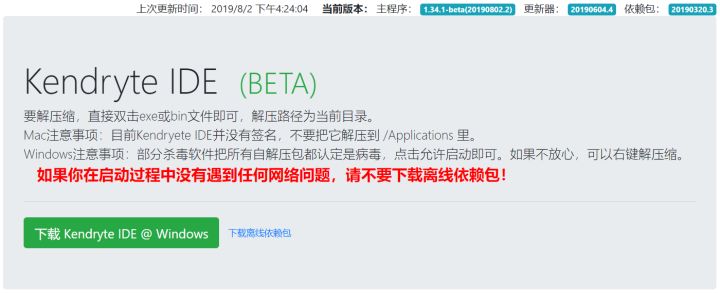 上次更新时间: 2019/8/2 下午4:24:04 当前版本: 主程序: 1.34.1-beta(20190802.2) 更新器: 20190604.4 依赖包: 20190320.3
Kendryte IDE (BETA)
要解压缩，直接双击exe或bin文件即可，解压路径为当前目录。
Mac注意事项：目前Kendryete IDE并没有签名，不要把它解压到 /Applications 里。
Windows注意事项：部分杀毒软件把所有自解压包都认定是病毒，点击允许启动即可。如果不放心，可以右键解压缩。
如果你在启动过程中没有遇到任何网络问题，请不要下载离线依赖包！
下载 Kendryte IDE @ Windows 下载离线依赖包